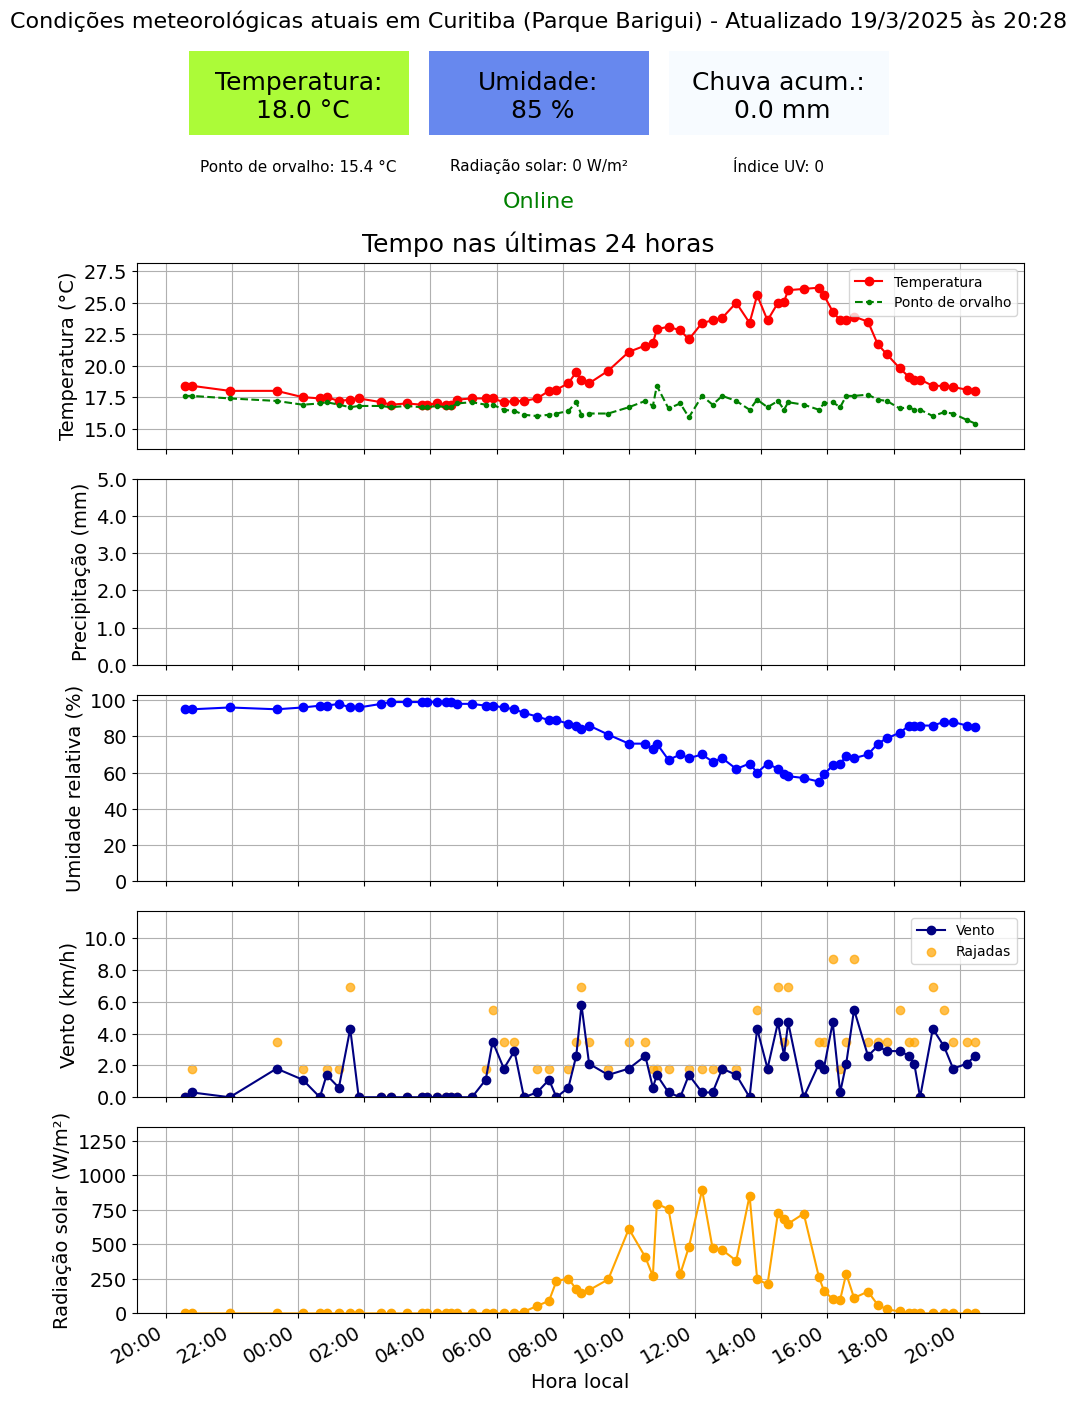 Condições meteorológicas atuais em Curitiba (Parque Barigui) - Atualizado 19/3/2025 às 20:28
Temperatura:
18.0 °C
Umidade:
85 %
Chuva acum.:
0.0 mm
Ponto de orvalho: 15.4 °C
Radiação solar: 0 W/m²
Índice UV: 0
Online
Tempo nas últimas 24 horas
Temperatura (°C)
27.5
25.0
22.5
20.0
17.5
15.0
Temperatura
Ponto de orvalho
Precipitação (mm)
5.0
4.0
3.0
2.0
1.0
0.0
Umidade relativa (%)
100
80
60
40
20
0
Vento (km/h)
10.0
8.0
6.0
4.0
2.0
0.0
Vento
Rajadas
Radiação solar (W/m²)
1250
1000
750
500
250
0
20:00 22:00 00:00 02:00 04:00 06:00 08:00 10:00 12:00 14:00 16:00 18:00 20:00
Hora local